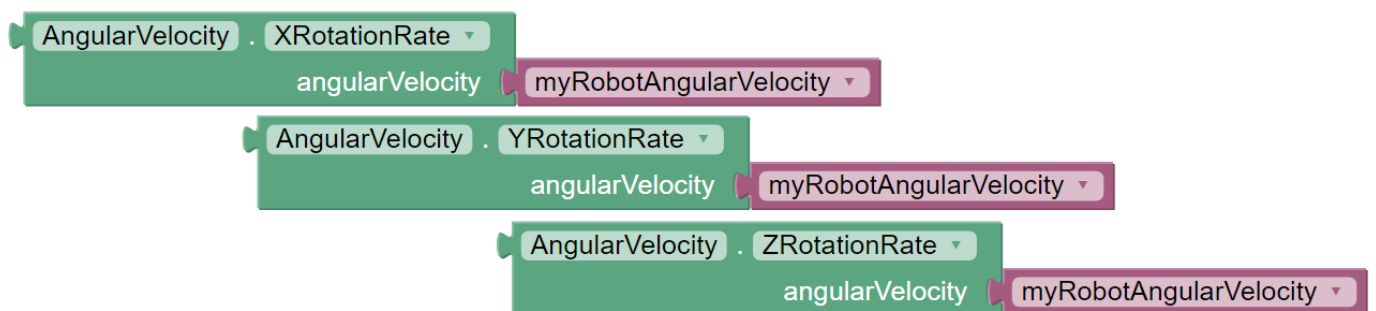 AngularVelocity . XRotationRate
angularVelocity myRobotAngularVelocity
AngularVelocity . YRotationRate
angularVelocity myRobotAngularVelocity
AngularVelocity . ZRotationRate
angularVelocity myRobotAngularVelocity